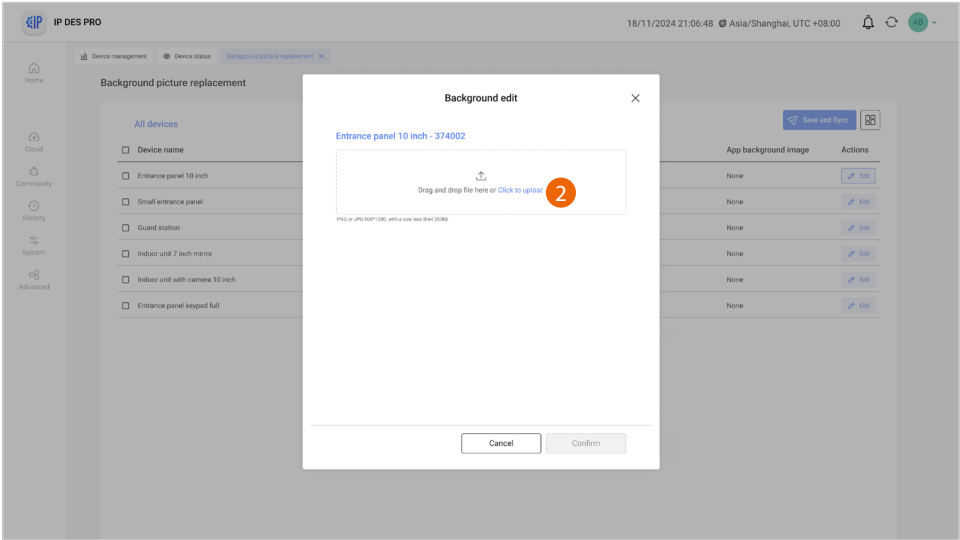 IP DES PRO
18/11/2024 21:06:48 Asia/Shanghai, UTC +08:00
AB
Device management
Device status
Background picture replacement
Home
Cloud
Community
History
System
Advanced
Background picture replacement
All devices
Save and Sync
Device name
App background image
Actions
Entrance panel 10 inch
None
Edit
Small entrance panel
None
Edit
Guard station
None
Edit
Indoor unit 7 inch mirror
None
Edit
Indoor unit with camera 10 inch
None
Edit
Entrance panel keypad full
None
Edit
Background edit
Entrance panel 10 inch - 374002
Drag and drop file here or Click to upload
2
PNG or JPG 800*1280, with a size less then 200kb
Cancel
Confirm